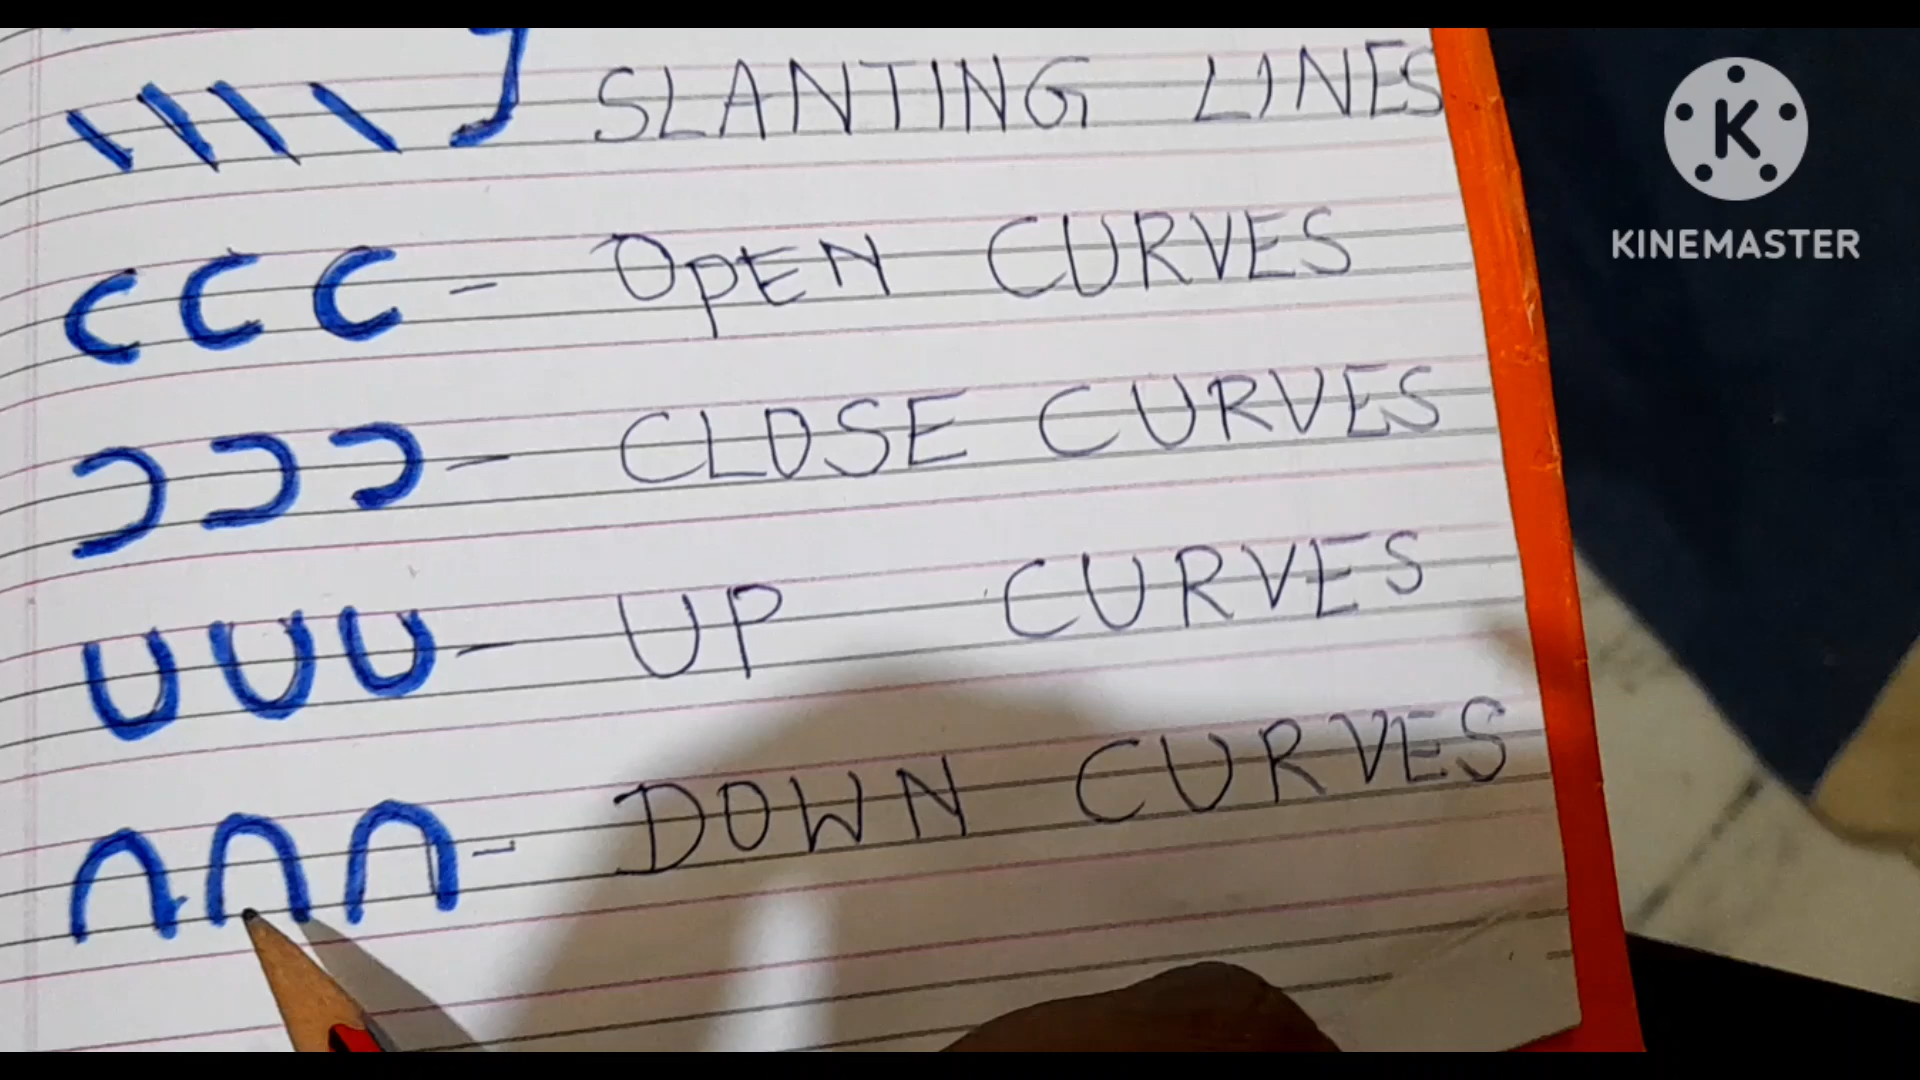 SLANTING LINES
C C C - OPEN CURVES
CLOSE CURVES
U U U - UP CURVES
DOWN CURVES
K
KINEMASTER